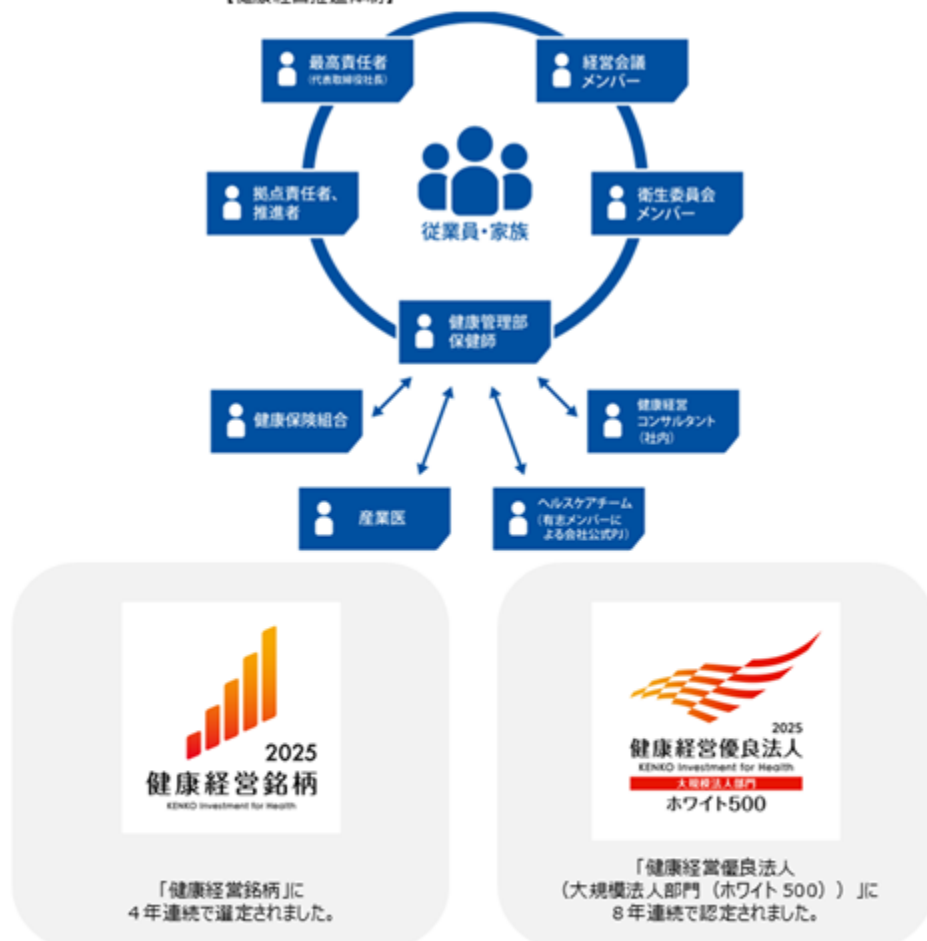 【健康経営推進体制】
最高責任者
（代表取締役社長）
経営会議
メンバー
拠点責任者、
推進者
衛生委員会
メンバー
従業員・家族
健康管理部
保健師
健康保険組合
健康経営
コンサルタント
（社内）
産業医
ヘルスケアチーム
（有志メンバーに
よる会社公式PJ）
2025
健康経営銘柄
KENKO Investment for Health
「健康経営銘柄」に
４年連続で選定されました。
2025
健康経営優良法人
KENKO Investment for Health
大規模法人部門
ホワイト500
「健康経営優良法人
（大規模法人部門（ホワイト 500））」に
８年連続で認定されました。